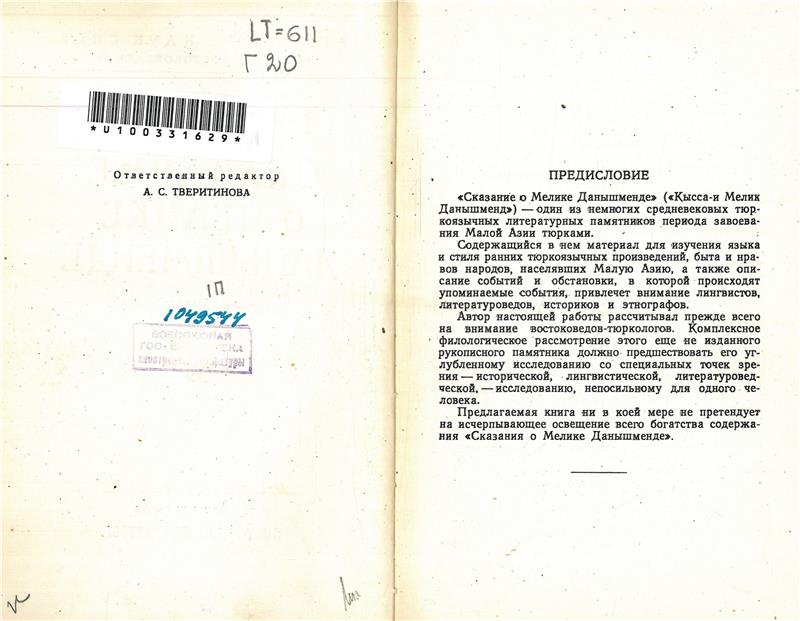 LT=611
Г20
*U100331629*
Ответственный редактор
А. С. ТВЕРИТИНОВА
1П
1049544
ВСЕСОЮЗНАЯ
ГОС.
ПРЕДИСЛОВИЕ
«Сказание о Мелике Данышменде» («Қысса-и Мелик
Данышменд») — один из немногих средневековых тюр-
коязычных литературных памятников периода завоева-
ния Малой Азии тюрками.
Содержащийся в нем материал для изучения языка
и стиля ранних тюркоязычных произведений, быта и нра-
вов народов, населявших Малую Азию, а также опи-
сание событий и обстановки, в которой происходят
упоминаемые события, привлечет внимание лингвистов,
литературоведов, историков и этнографов.
Автор настоящей работы рассчитывал прежде всего
на внимание востоковедов-тюркологов. Комплексное
филологическое рассмотрение этого еще не изданного
рукописного памятника должно предшествовать его уг-
лубленному исследованию со специальных точек зре-
ния — исторической, лингвистической, литературовед-
ческой, — исследованию, непосильному для одного че-
ловека.
Предлагаемая книга ни в коей мере не претендует
на исчерпывающее освещение всего богатства содержа-
ния «Сказания о Мелике Данышменде».